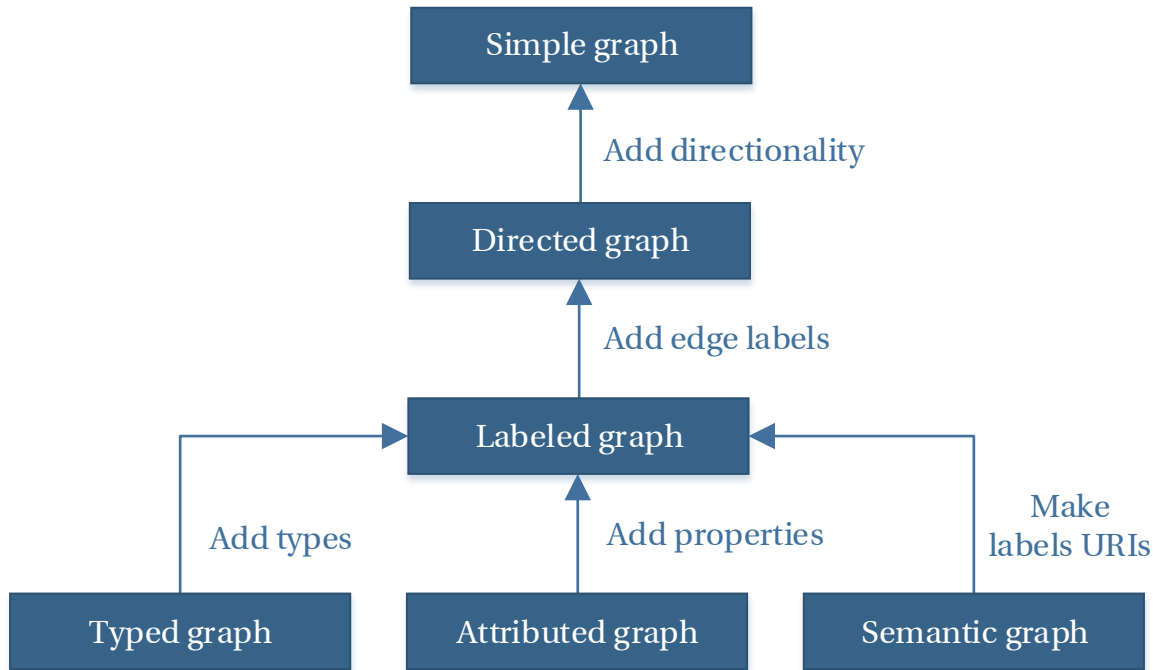 Simple graph
Add directionality
Directed graph
Add edge labels
Labeled graph
Add types
Add properties
Make
labels URIs
Typed graph
Attributed graph
Semantic graph